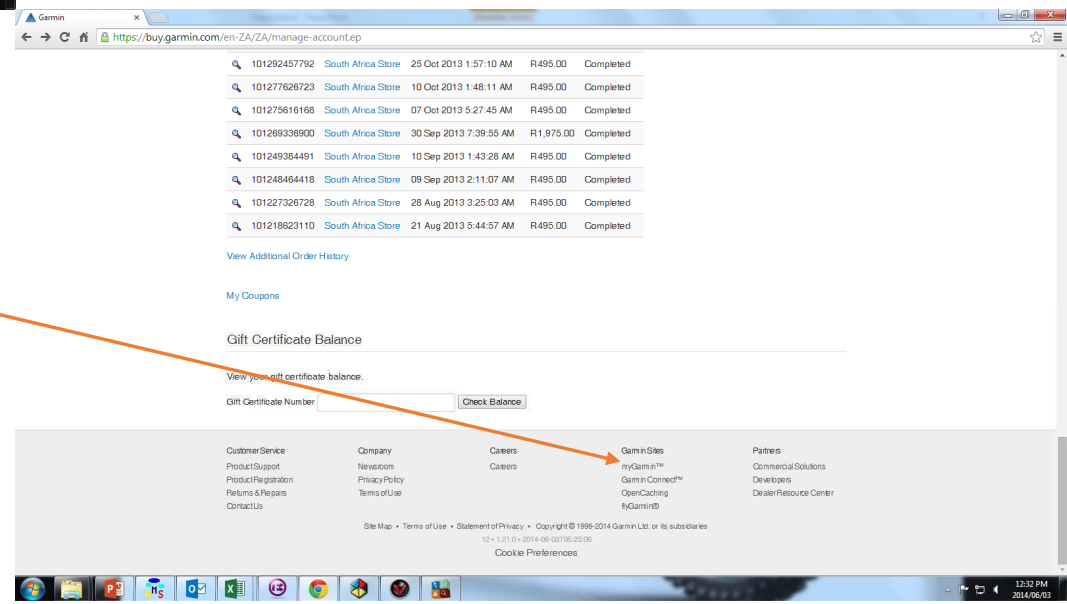 Garmin
https://buy.garmin.com/en-ZA/ZA/manage-account.ep
101292457792 South Africa Store 25 Oct 2013 1:57:10 AM R495.00 Completed
101277626723 South Africa Store 10 Oct 2013 1:48:11 AM R495.00 Completed
101275616168 South Africa Store 07 Oct 2013 5:27:45 AM R495.00 Completed
101269336900 South Africa Store 30 Sep 2013 7:39:55 AM R1,975.00 Completed
101249384491 South Africa Store 10 Sep 2013 1:43:28 AM R495.00 Completed
101248464418 South Africa Store 09 Sep 2013 2:11:07 AM R495.00 Completed
101227326728 South Africa Store 28 Aug 2013 3:25:03 AM R495.00 Completed
101218623110 South Africa Store 21 Aug 2013 5:44:57 AM R495.00 Completed
View Additional Order History
My Coupons
Gift Certificate Balance
View your gift certificate balance.
Gift Certificate Number Check Balance
Customer Service Company Careers Garmin Sites Partners
Product Support Newsroom Careers myGarmin™ Commercial Solutions
Product Registration Privacy Policy Garmin Connect™ Developers
Returns & Repairs Terms of Use OpenCaching Dealer Resource Center
Contact Us flyGarmin®
Site Map • Terms of Use • Statement of Privacy • Copyright © 1996-2014 Garmin Ltd. or its subsidiaries
12 • 1.21.0 • 2014-06-03T05:23:06
Cookie Preferences
12:32 PM
2014/06/03